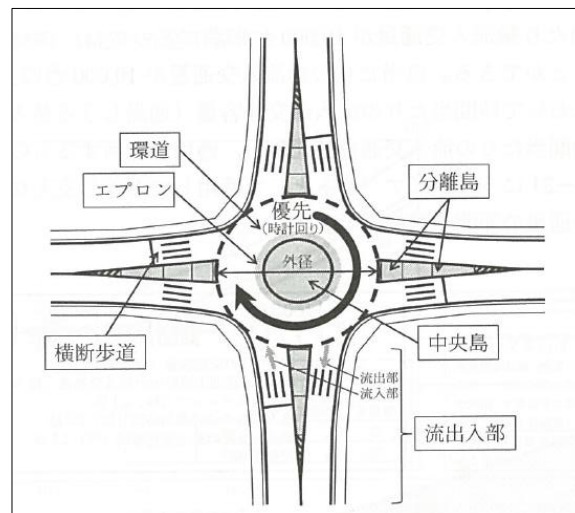 環道
エプロン
優先
(時計回り)
外径
分離島
横断歩道
中央島
流出部
流入部
流出入部